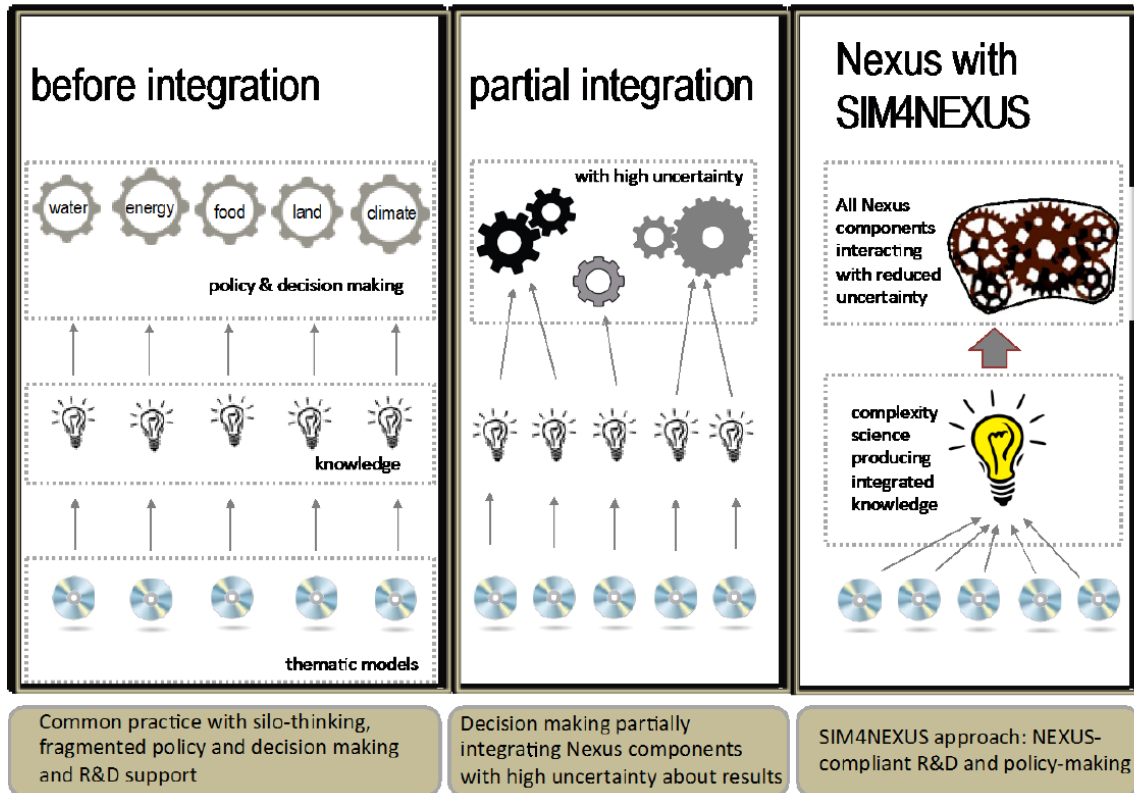 before integration
water
energy
food
land
climate
policy & decision making
knowledge
thematic models
Common practice with silo-thinking,
fragmented policy and decision making
and R&D support
partial integration
with high uncertainty
Decision making partially
integrating Nexus components
with high uncertainty about results
Nexus with
SIM4NEXUS
All Nexus
components
interacting
with reduced
uncertainty
complexity
science
producing
integrated
knowledge
SIM4NEXUS approach: NEXUS-
compliant R&D and policy-making